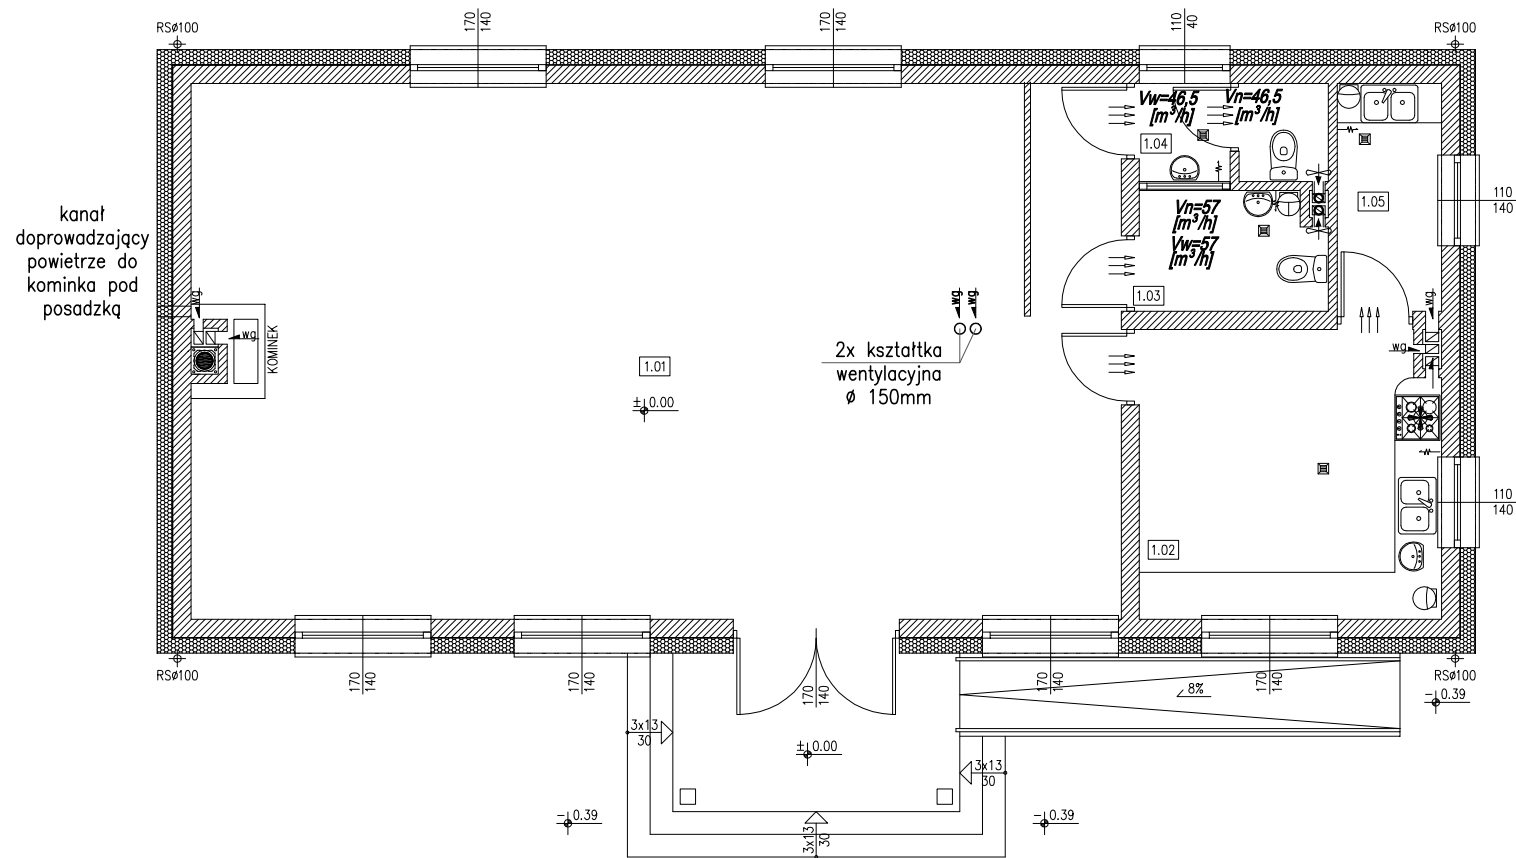 RSø100
170
140
170
140
110
40
RSø100
Vw=46,5
[m³/h]
Vn=46,5
[m³/h]
1.04
1.05
110
140
kanał
doprowadzający
powietrze do
kominka pod
posadzką
Vn=57
[m³/h]
Vw=57
[m³/h]
1.03
wg
wg
KOMINEK
wg
wg
2x kształtka
wentylacyjna
ø 150mm
1.01
± 0.00
wg
wg
110
140
1.02
RSø100
170
140
170
140
170
140
170
140
170
140
8%
RSø100
- 0.39
3x13
30
± 0.00
3x13
30
- 0.39
3x13
30
- 0.39